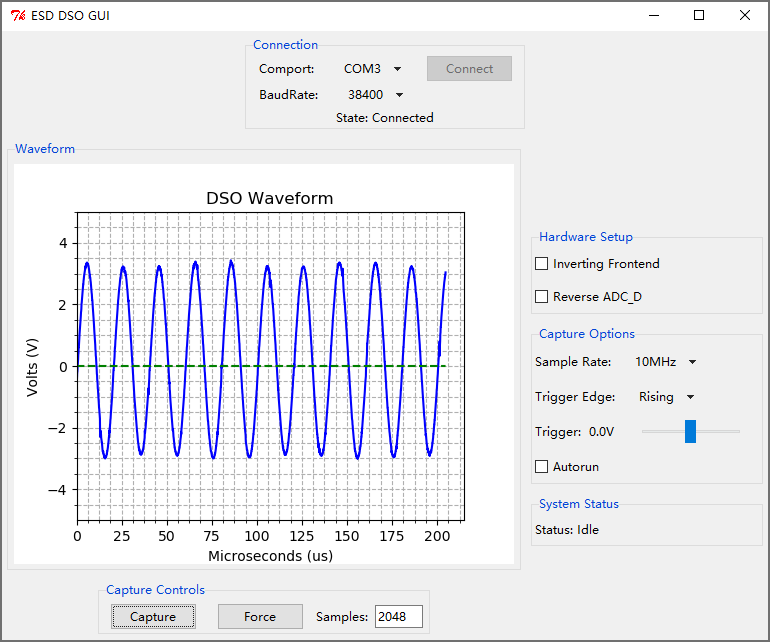 ESD DSO GUI
Connection
Comport: COM3 Connect
BaudRate: 38400
State: Connected
Waveform
DSO Waveform
4
2
0
−2
−4
Volts (V)
0 25 50 75 100 125 150 175 200
Microseconds (us)
Hardware Setup
Inverting Frontend
Reverse ADC_D
Capture Options
Sample Rate: 10MHz
Trigger Edge: Rising
Trigger: 0.0V
Autorun
System Status
Status: Idle
Capture Controls
Capture Force Samples: 2048